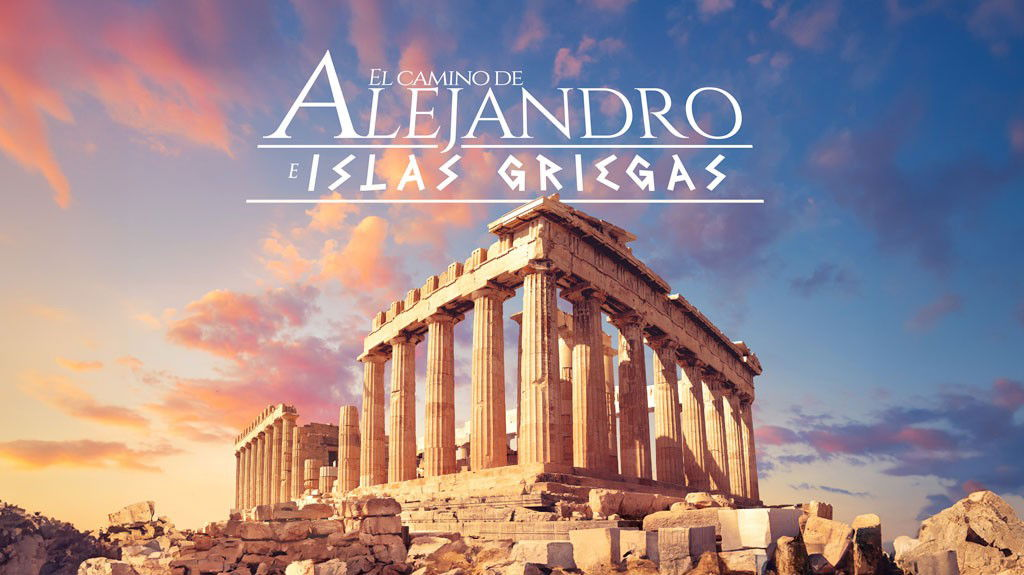 EL CAMINO DE
ALEJANDRO
E ISLAS GRIEGAS